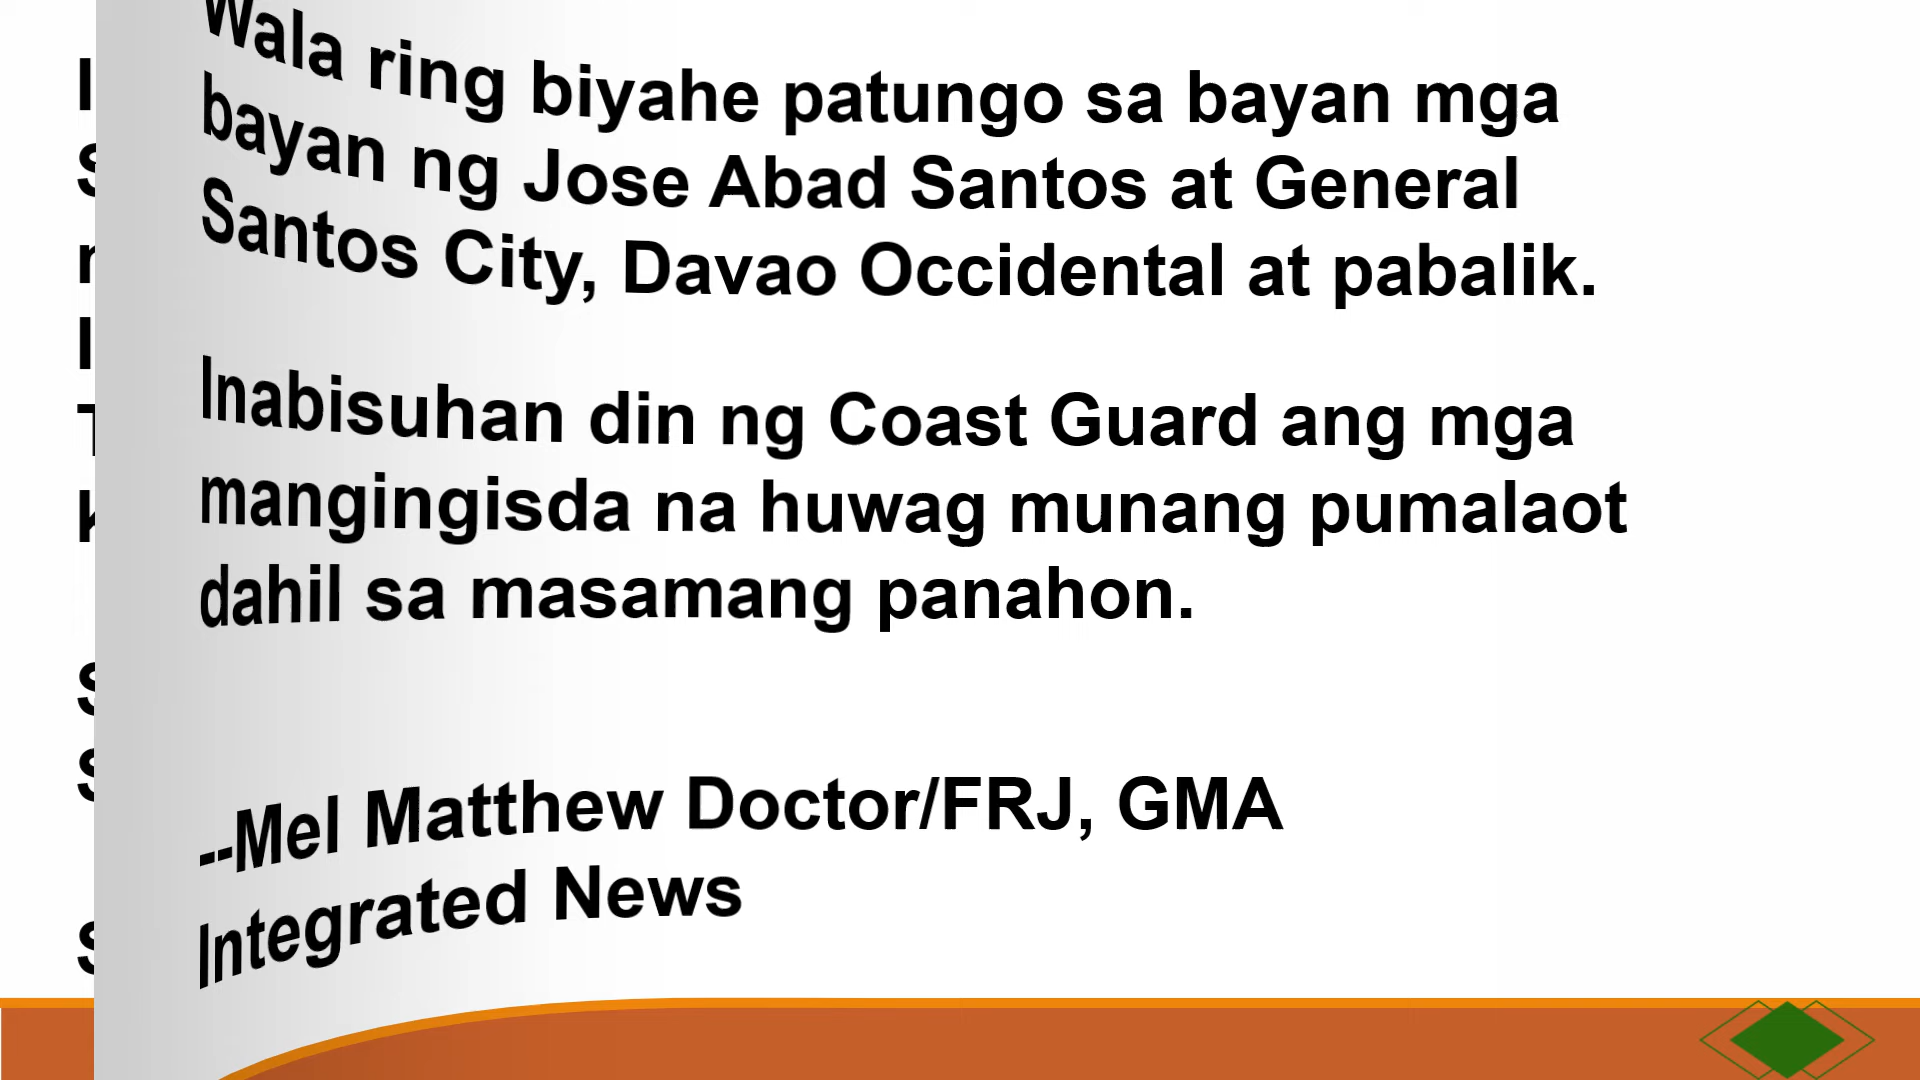 Wala ring biyahe patungo sa bayan mga
bayan ng Jose Abad Santos at General
Santos City, Davao Occidental at pabalik.
Inabisuhan din ng Coast Guard ang mga
mangingisda na huwag munang pumalaot
dahil sa masamang panahon.
--Mel Matthew Doctor/FRJ, GMA
Integrated News